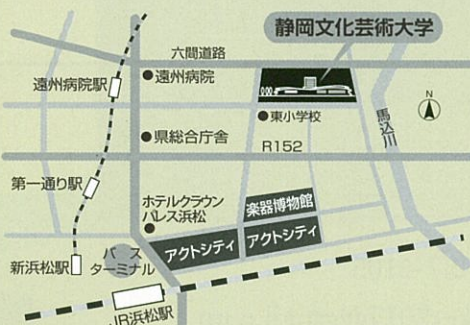 静岡文化芸術大学
六間道路
遠州病院駅
遠州病院
東小学校
馬込川
N
県総合庁舎
R152
第一通り駅
ホテルクラウン
パレス浜松
楽器博物館
アクトシティ
アクトシティ
バス
ターミナル
新浜松駅
JR浜松駅